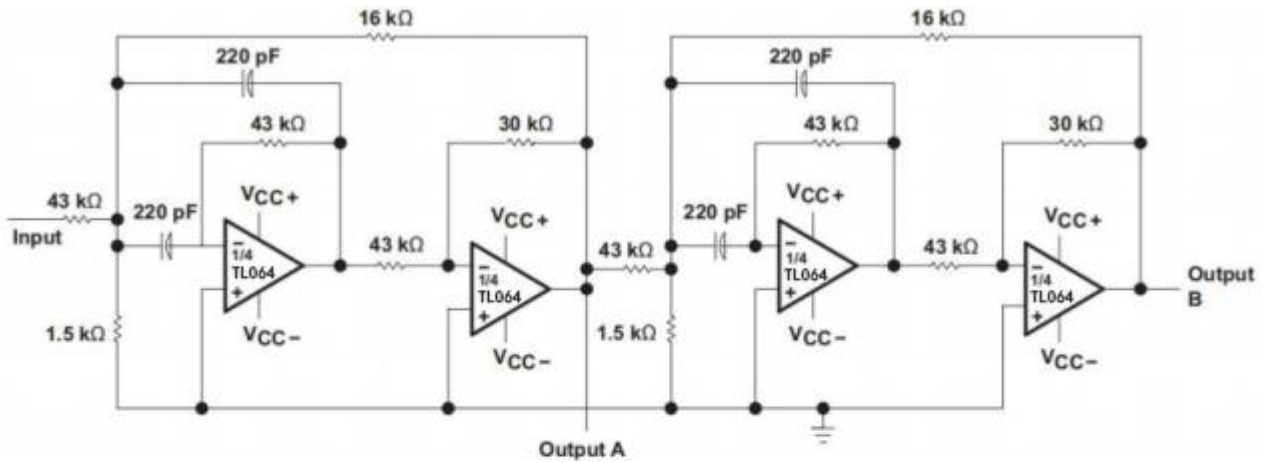 16 kΩ
16 kΩ
220 pF
220 pF
43 kΩ
30 kΩ
43 kΩ
30 kΩ
43 kΩ
Input
220 pF
VCC+
−
1/4
TL064
+
VCC−
43 kΩ
VCC+
−
1/4
TL064
+
VCC−
1.5 kΩ
43 kΩ
220 pF
VCC+
−
1/4
TL064
+
VCC−
43 kΩ
VCC+
−
1/4
TL064
+
VCC−
1.5 kΩ
Output
B
Output A